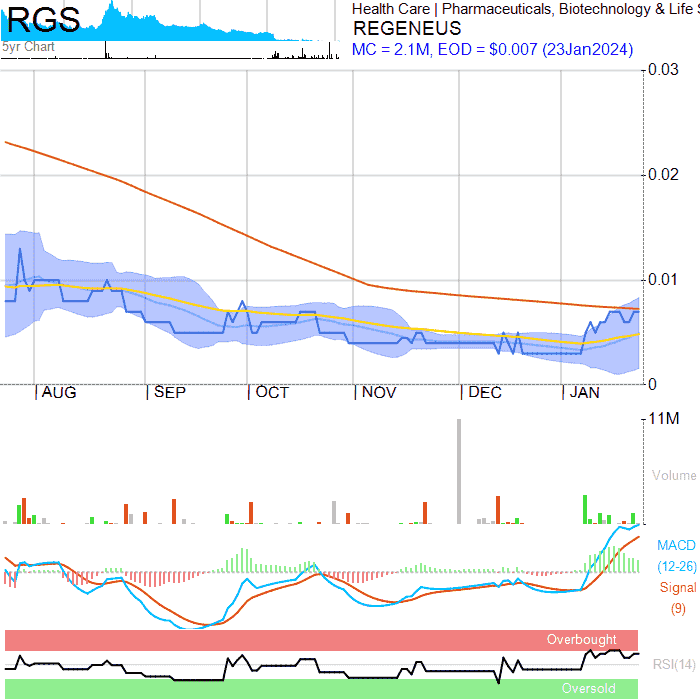 RGS
5yr Chart
Health Care | Pharmaceuticals, Biotechnology & Life S
REGENEUS
MC = 2.1M, EOD = $0.007 (23Jan2024)
0.03
0.02
0.01
0
AUG SEP OCT NOV DEC JAN
11M
Volume
MACD
(12-26)
Signal
(9)
Overbought
RSI(14)
Oversold